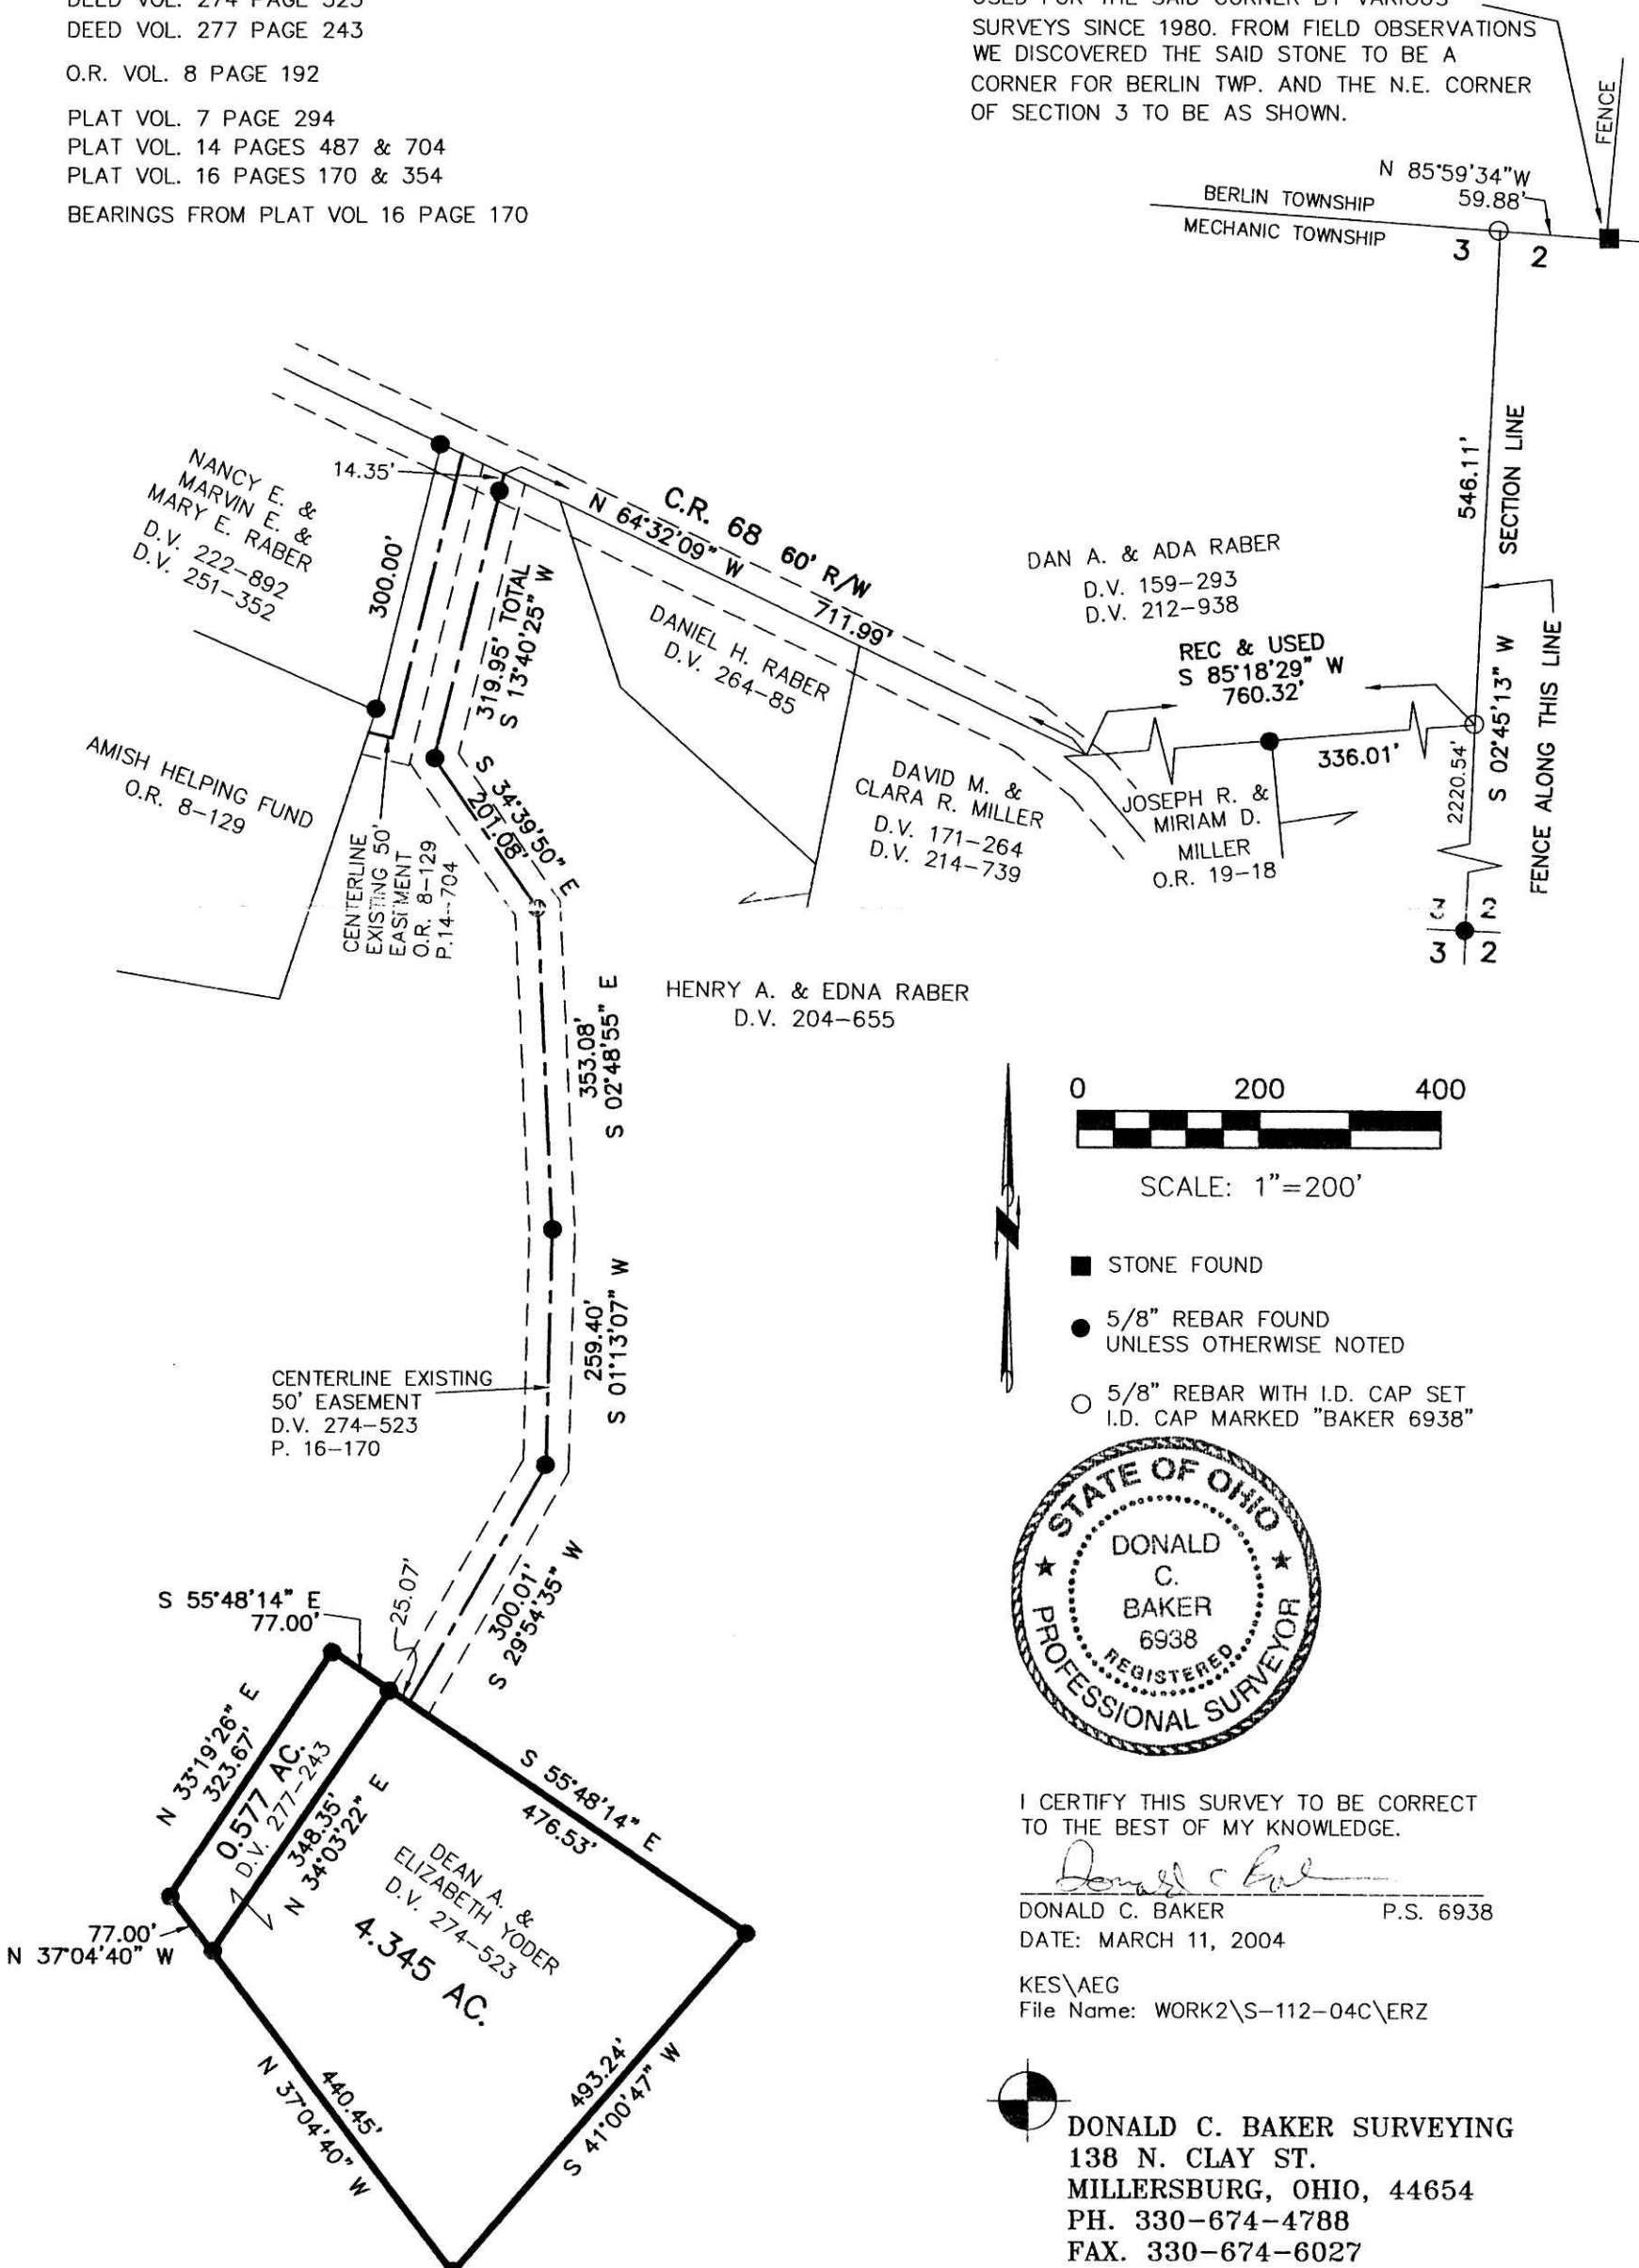 DEED VOL. 274 PAGE 523
DEED VOL. 277 PAGE 243
O.R. VOL. 8 PAGE 192
PLAT VOL. 7 PAGE 294
PLAT VOL. 14 PAGES 487 & 704
PLAT VOL. 16 PAGES 170 & 354
BEARINGS FROM PLAT VOL 16 PAGE 170
USED FOR THE SAID CORNER BY VARIOUS
SURVEYS SINCE 1980. FROM FIELD OBSERVATIONS
WE DISCOVERED THE SAID STONE TO BE A
CORNER FOR BERLIN TWP. AND THE N.E. CORNER
OF SECTION 3 TO BE AS SHOWN.
FENCE
N 85°59'34"W
59.88'
BERLIN TOWNSHIP
MECHANIC TOWNSHIP
3
2
546.11'
SECTION LINE
NANCY E. &
MARVIN E. &
MARY E. RABER
D.V. 222-892
D.V. 251-352
14.35'
300.00'
C.R. 68 60' R/W
N 64°32'09" W
711.99'
319.95' TOTAL
S 13°40'25" W
DANIEL H. RABER
D.V. 264-85
DAN A. & ADA RABER
D.V. 159-293
D.V. 212-938
REC & USED
S 85°18'29" W
760.32'
336.01'
2220.54'
S 02°45'13" W
FENCE ALONG THIS LINE
AMISH HELPING FUND
O.R. 8-129
S 34°39'50" E
201.08'
CENTERLINE
EXISTING 50'
EASEMENT
O.R. 8-129
P.14-704
DAVID M. &
CLARA R. MILLER
D.V. 171-264
D.V. 214-739
JOSEPH R. &
MIRIAM D.
MILLER
O.R. 19-18
3 2
3 2
HENRY A. & EDNA RABER
D.V. 204-655
353.08'
S 02°48'55" E
0 200 400
SCALE: 1"=200'
STONE FOUND
5/8" REBAR FOUND
UNLESS OTHERWISE NOTED
5/8" REBAR WITH I.D. CAP SET
I.D. CAP MARKED "BAKER 6938"
259.40'
S 01°13'07" W
CENTERLINE EXISTING
50' EASEMENT
D.V. 274-523
P. 16-170
STATE OF OHIO
DONALD
C.
BAKER
6938
REGISTERED
PROFESSIONAL SURVEYOR
25.07'
300.01'
S 29°54'35" W
S 55°48'14" E
77.00'
N 33°19'26" E
323.67'
0.577 AC.
D.V. 277-243
348.35'
N 34°03'22" E
S 55°48'14" E
476.53'
DEAN A. &
ELIZABETH YODER
D.V. 274-523
4.345 AC.
77.00'
N 37°04'40" W
440.45'
N 37°04'40" W
493.24'
S 41°00'47" W
I CERTIFY THIS SURVEY TO BE CORRECT
TO THE BEST OF MY KNOWLEDGE.
Donald C Baker
DONALD C. BAKER P.S. 6938
DATE: MARCH 11, 2004
KES\AEG
File Name: WORK2\S-112-04C\ERZ
DONALD C. BAKER SURVEYING
138 N. CLAY ST.
MILLERSBURG, OHIO, 44654
PH. 330-674-4788
FAX. 330-674-6027